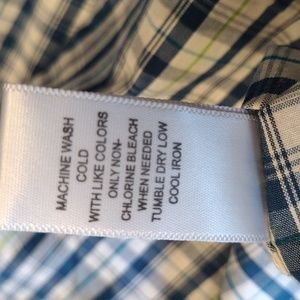 MACHINE WASH
COLD
WITH LIKE COLORS
ONLY NON-
CHLORINE BLEACH
WHEN NEEDED
TUMBLE DRY LOW
COOL IRON